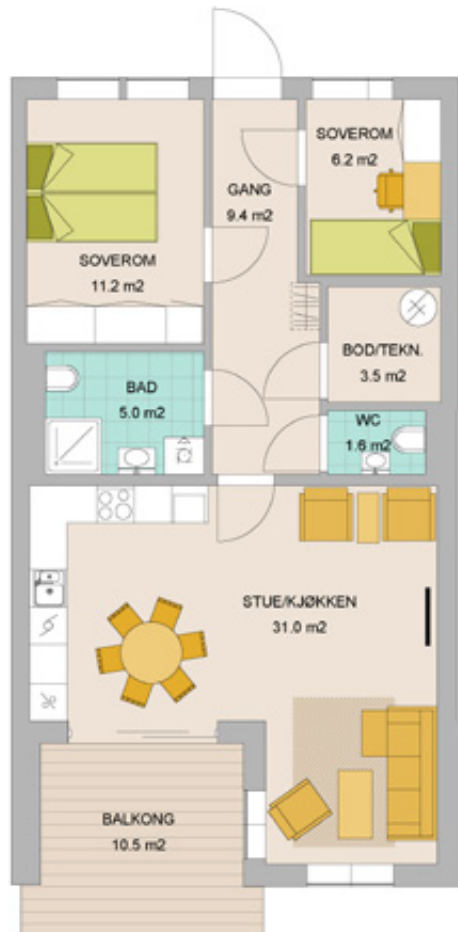 SOVEROM
6.2 m2
GANG
9.4 m2
SOVEROM
11.2 m2
BOD/TEKN.
3.5 m2
BAD
5.0 m2
WC
1.6 m2
STUE/KJØKKEN
31.0 m2
BALKONG
10.5 m2